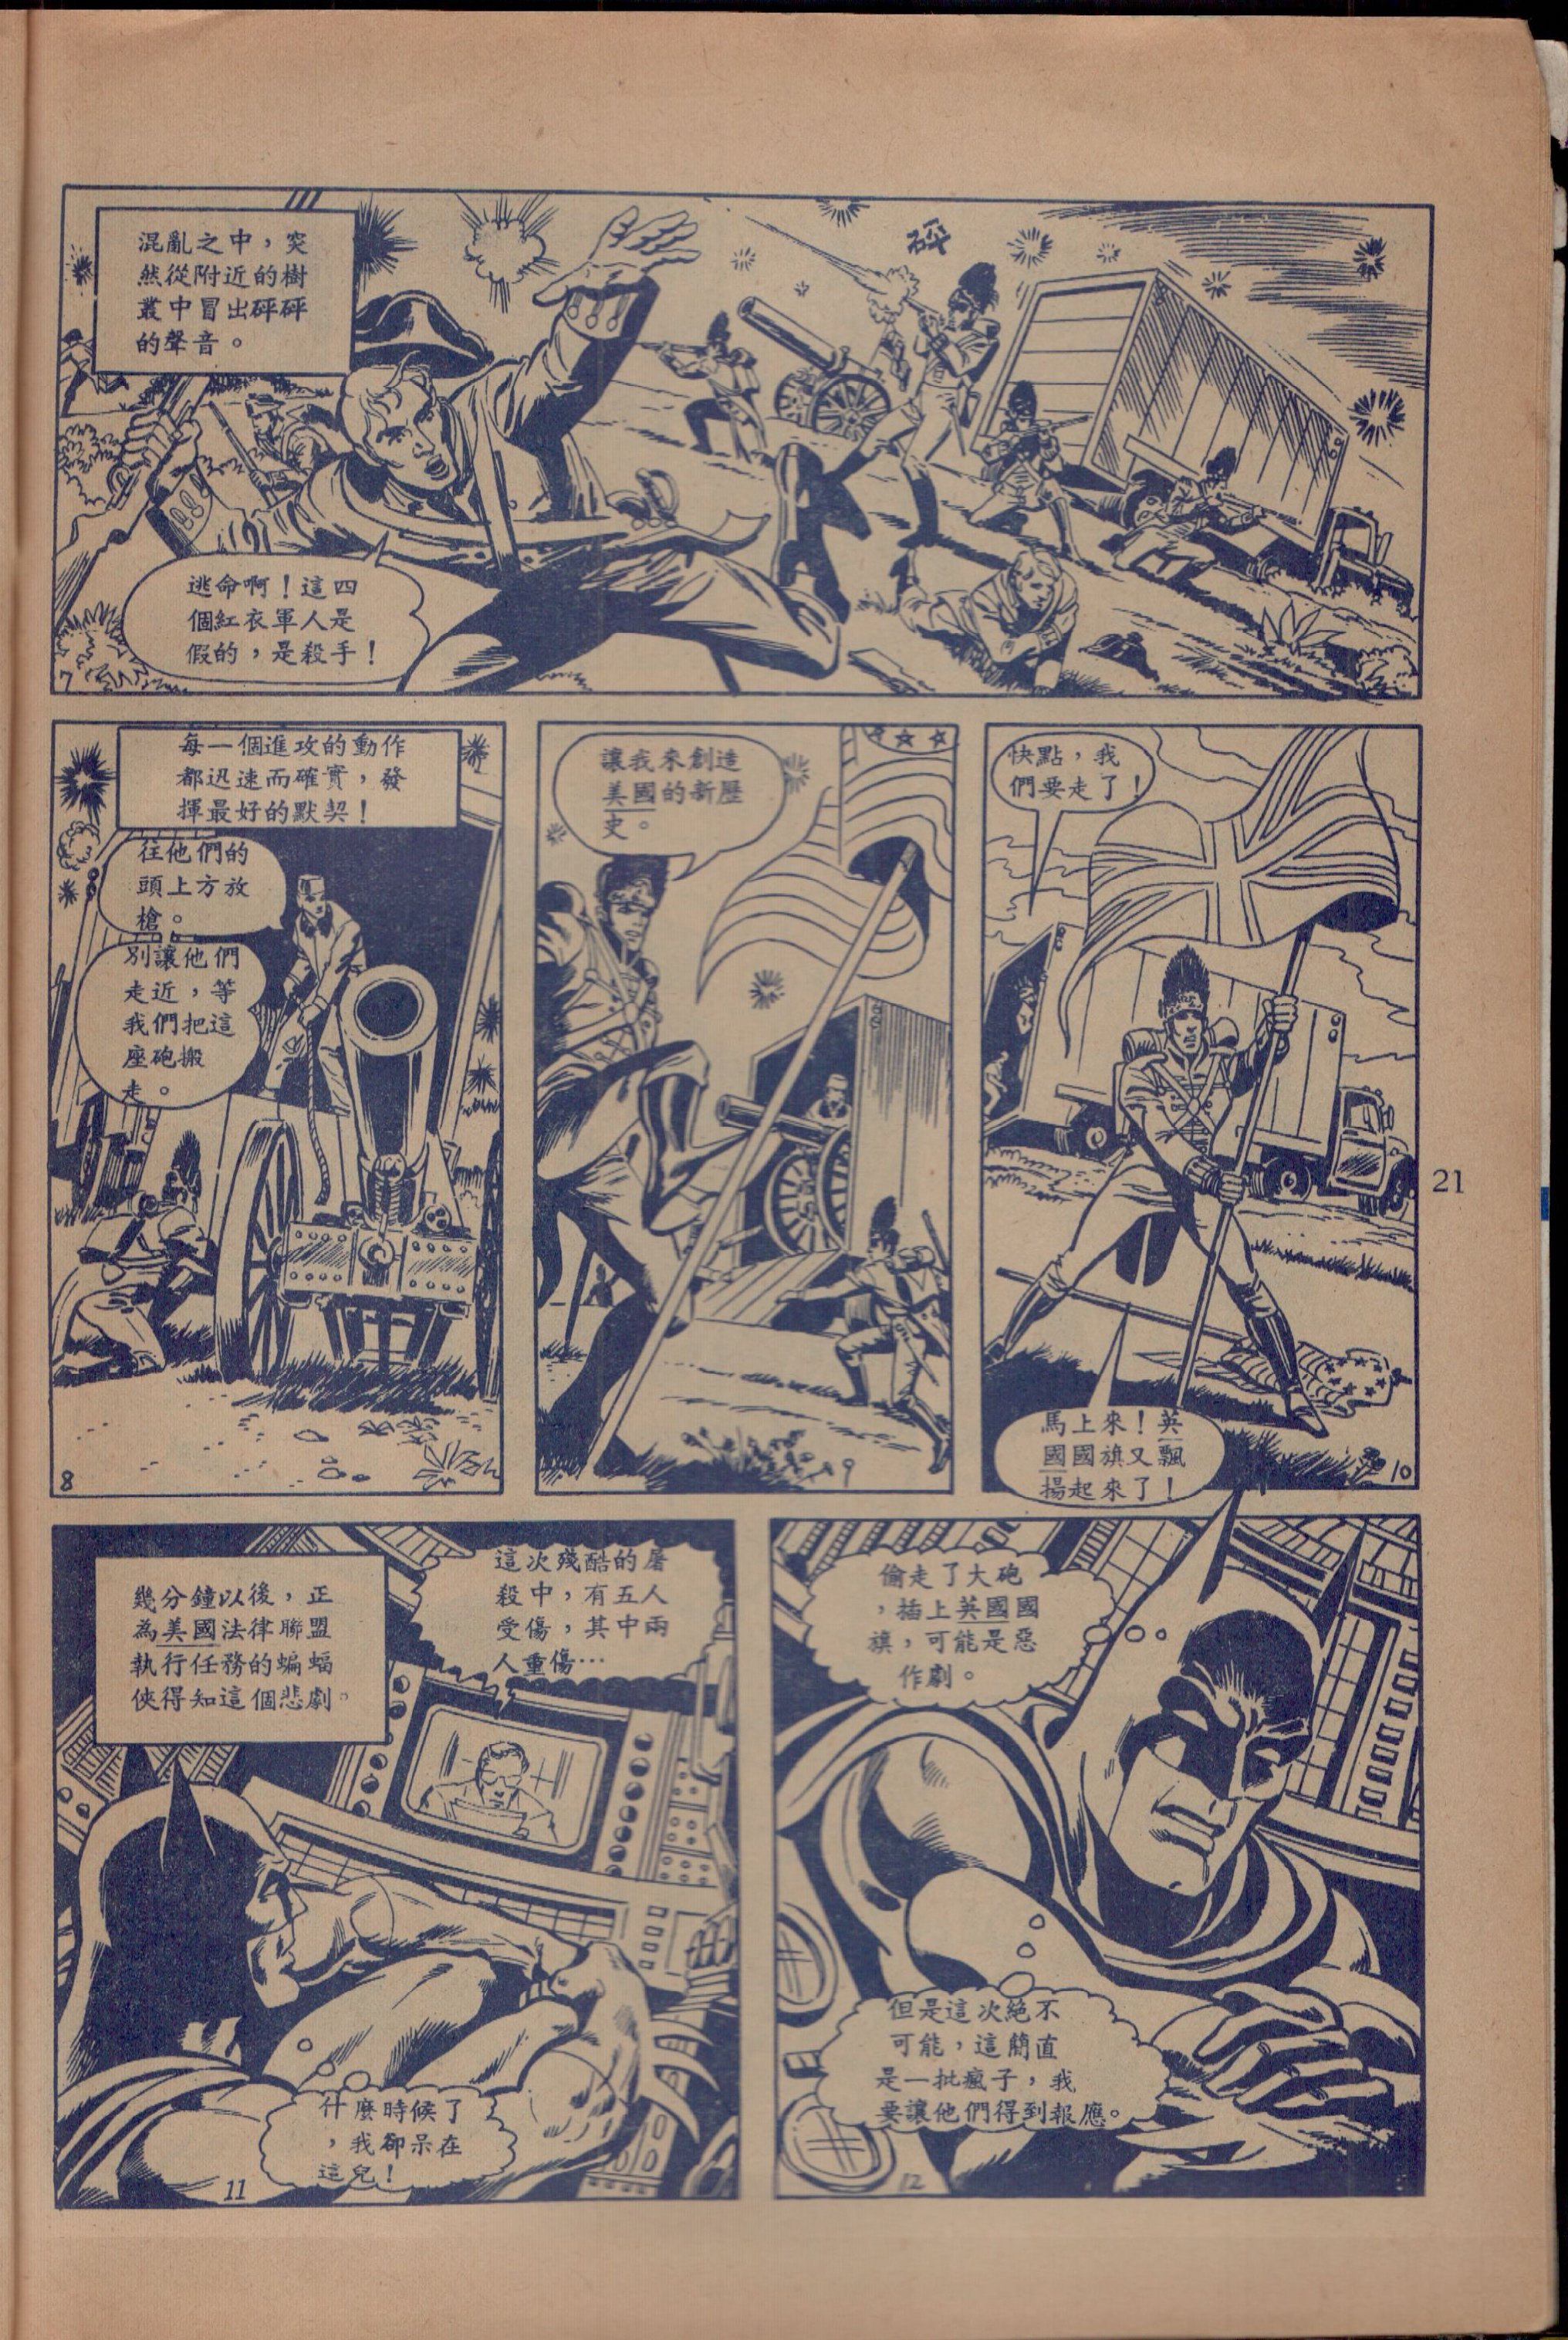 混亂之中，突
然從附近的樹
叢中冒出砰砰
的聲音。
砰
逃命啊！這四
個紅衣軍人是
假的，是殺手！
7
每一個進攻的動作
都迅速而確實，發
揮最好的默契！
往他們的
頭上方放
槍。
別讓他們
走近，等
我們把這
座砲搬
走。
8
讓我來創造
美國的新歷
史。
9
快點，我
們要走了！
馬上來！英
國國旗又飄
揚起來了！
10
21
幾分鐘以後，正
為美國法律聯盟
執行任務的蝙蝠
俠得知這個悲劇。
這次殘酷的屠
殺中，有五人
受傷，其中兩
人重傷…
什麼時候了
，我卻呆在
這兒！
11
偷走了大砲
，插上英國國
旗，可能是惡
作劇。
但是這次絕不
可能，這簡直
是一批瘋子，我
要讓他們得到報應。
12